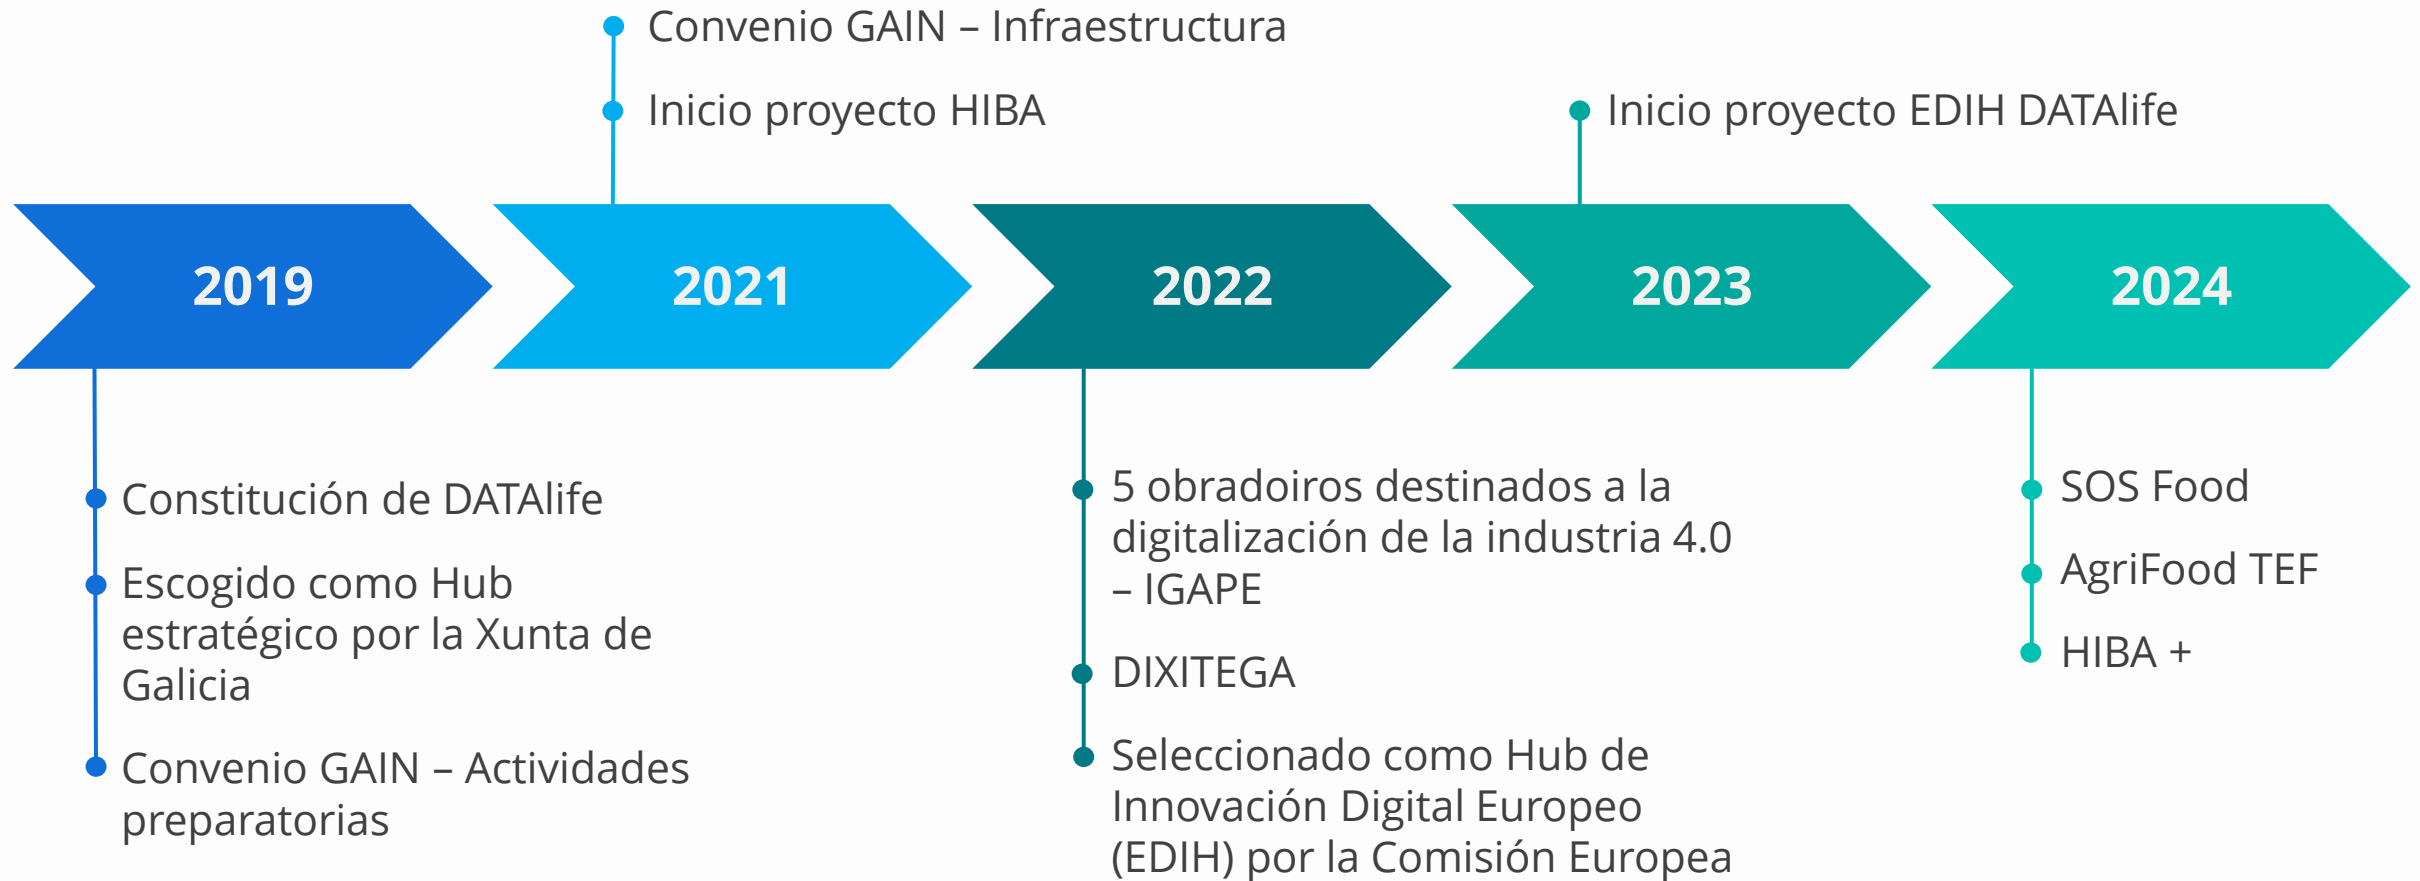 Convenio GAIN – Infraestructura
Inicio proyecto HIBA
Inicio proyecto EDIH DATAlife
2019
2021
2022
2023
2024
Constitución de DATAlife
Escogido como Hub
estratégico por la Xunta de
Galicia
Convenio GAIN – Actividades
preparatorias
5 obradoiros destinados a la
digitalización de la industria 4.0
– IGAPE
DIXITEGA
Seleccionado como Hub de
Innovación Digital Europeo
(EDIH) por la Comisión Europea
SOS Food
AgriFood TEF
HIBA +